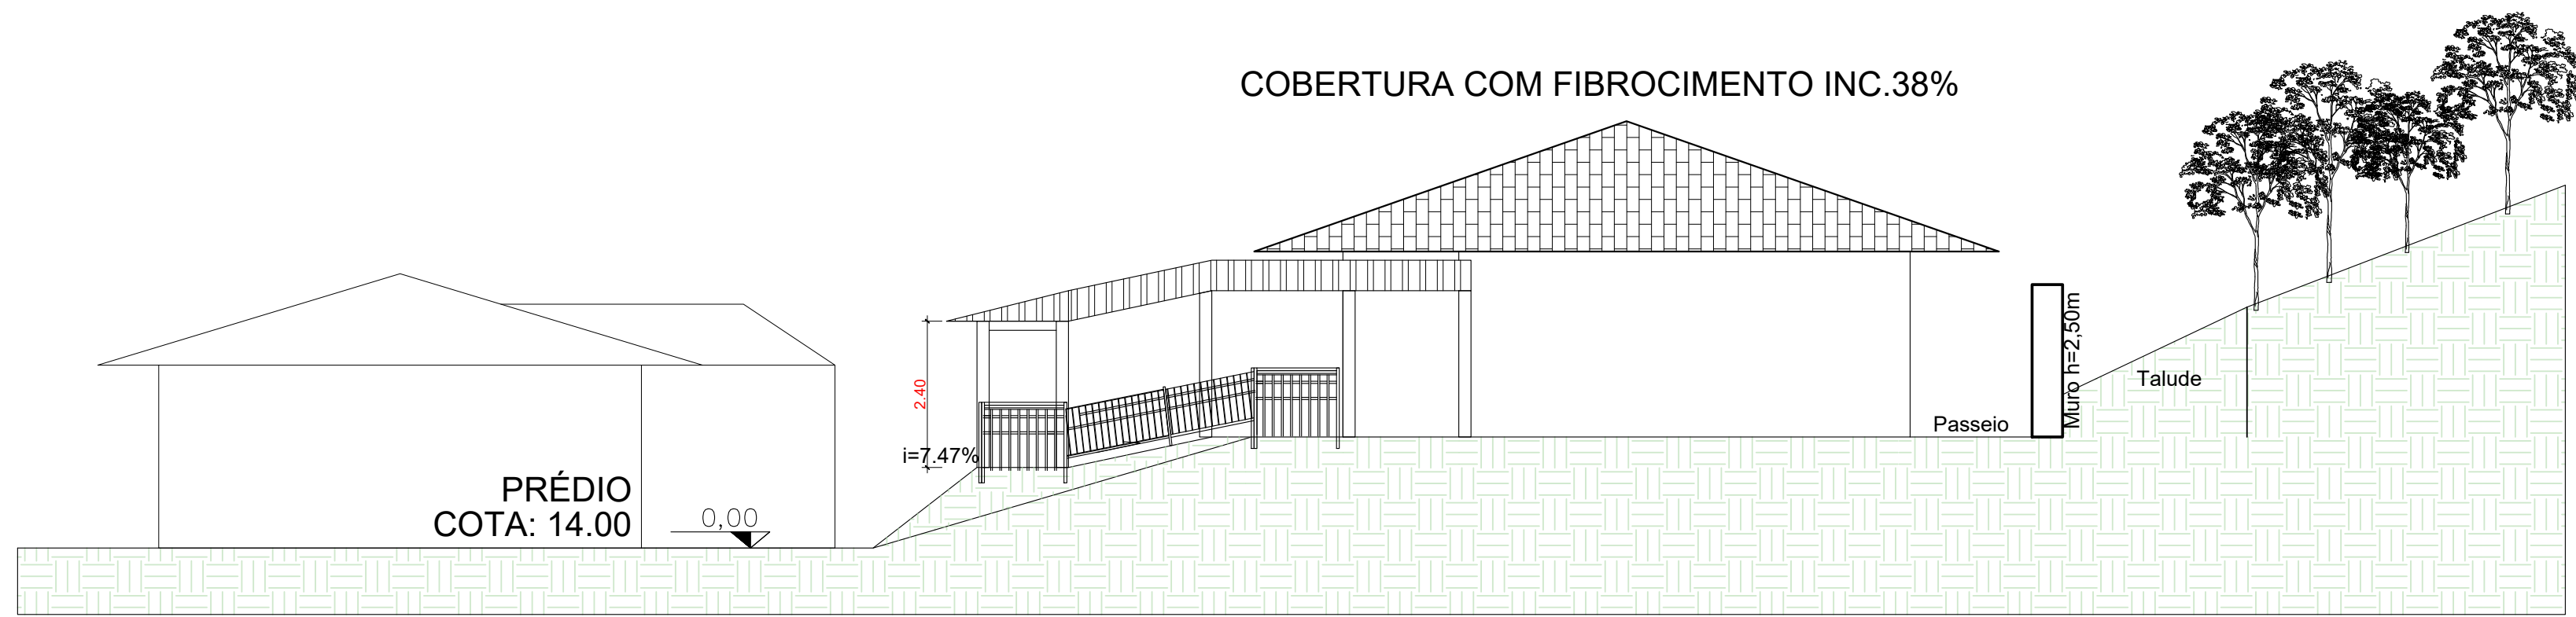 COBERTURA COM FIBROCIMENTO INC.38%
2.40
i=7.47%
PRÉDIO
COTA: 14.00
0,00
Passeio
Muro h=2,50m
Talude